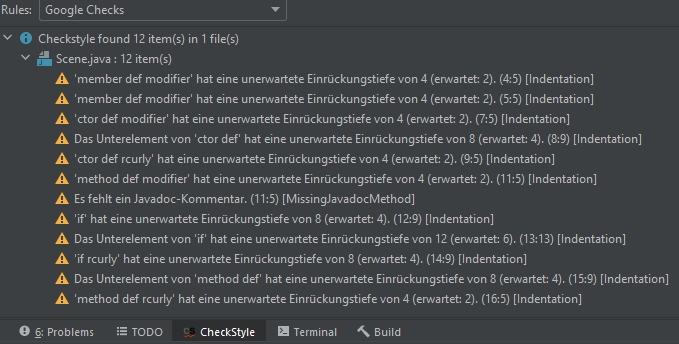 Rules: Google Checks
Checkstyle found 12 item(s) in 1 file(s)
Scene.java : 12 item(s)
'member def modifier' hat eine unerwartete Einrückungstiefe von 4 (erwartet: 2). (4:5) [Indentation]
'member def modifier' hat eine unerwartete Einrückungstiefe von 4 (erwartet: 2). (5:5) [Indentation]
'ctor def modifier' hat eine unerwartete Einrückungstiefe von 4 (erwartet: 2). (7:5) [Indentation]
Das Unterelement von 'ctor def' hat eine unerwartete Einrückungstiefe von 8 (erwartet: 4). (8:9) [Indentation]
'ctor def rcurly' hat eine unerwartete Einrückungstiefe von 4 (erwartet: 2). (9:5) [Indentation]
'method def modifier' hat eine unerwartete Einrückungstiefe von 4 (erwartet: 2). (11:5) [Indentation]
Es fehlt ein Javadoc-Kommentar. (11:5) [MissingJavadocMethod]
'if' hat eine unerwartete Einrückungstiefe von 8 (erwartet: 4). (12:9) [Indentation]
Das Unterelement von 'if' hat eine unerwartete Einrückungstiefe von 12 (erwartet: 6). (13:13) [Indentation]
'if rcurly' hat eine unerwartete Einrückungstiefe von 8 (erwartet: 4). (14:9) [Indentation]
Das Unterelement von 'method def' hat eine unerwartete Einrückungstiefe von 8 (erwartet: 4). (15:9) [Indentation]
'method def rcurly' hat eine unerwartete Einrückungstiefe von 4 (erwartet: 2). (16:5) [Indentation]
6: Problems TODO CheckStyle Terminal Build